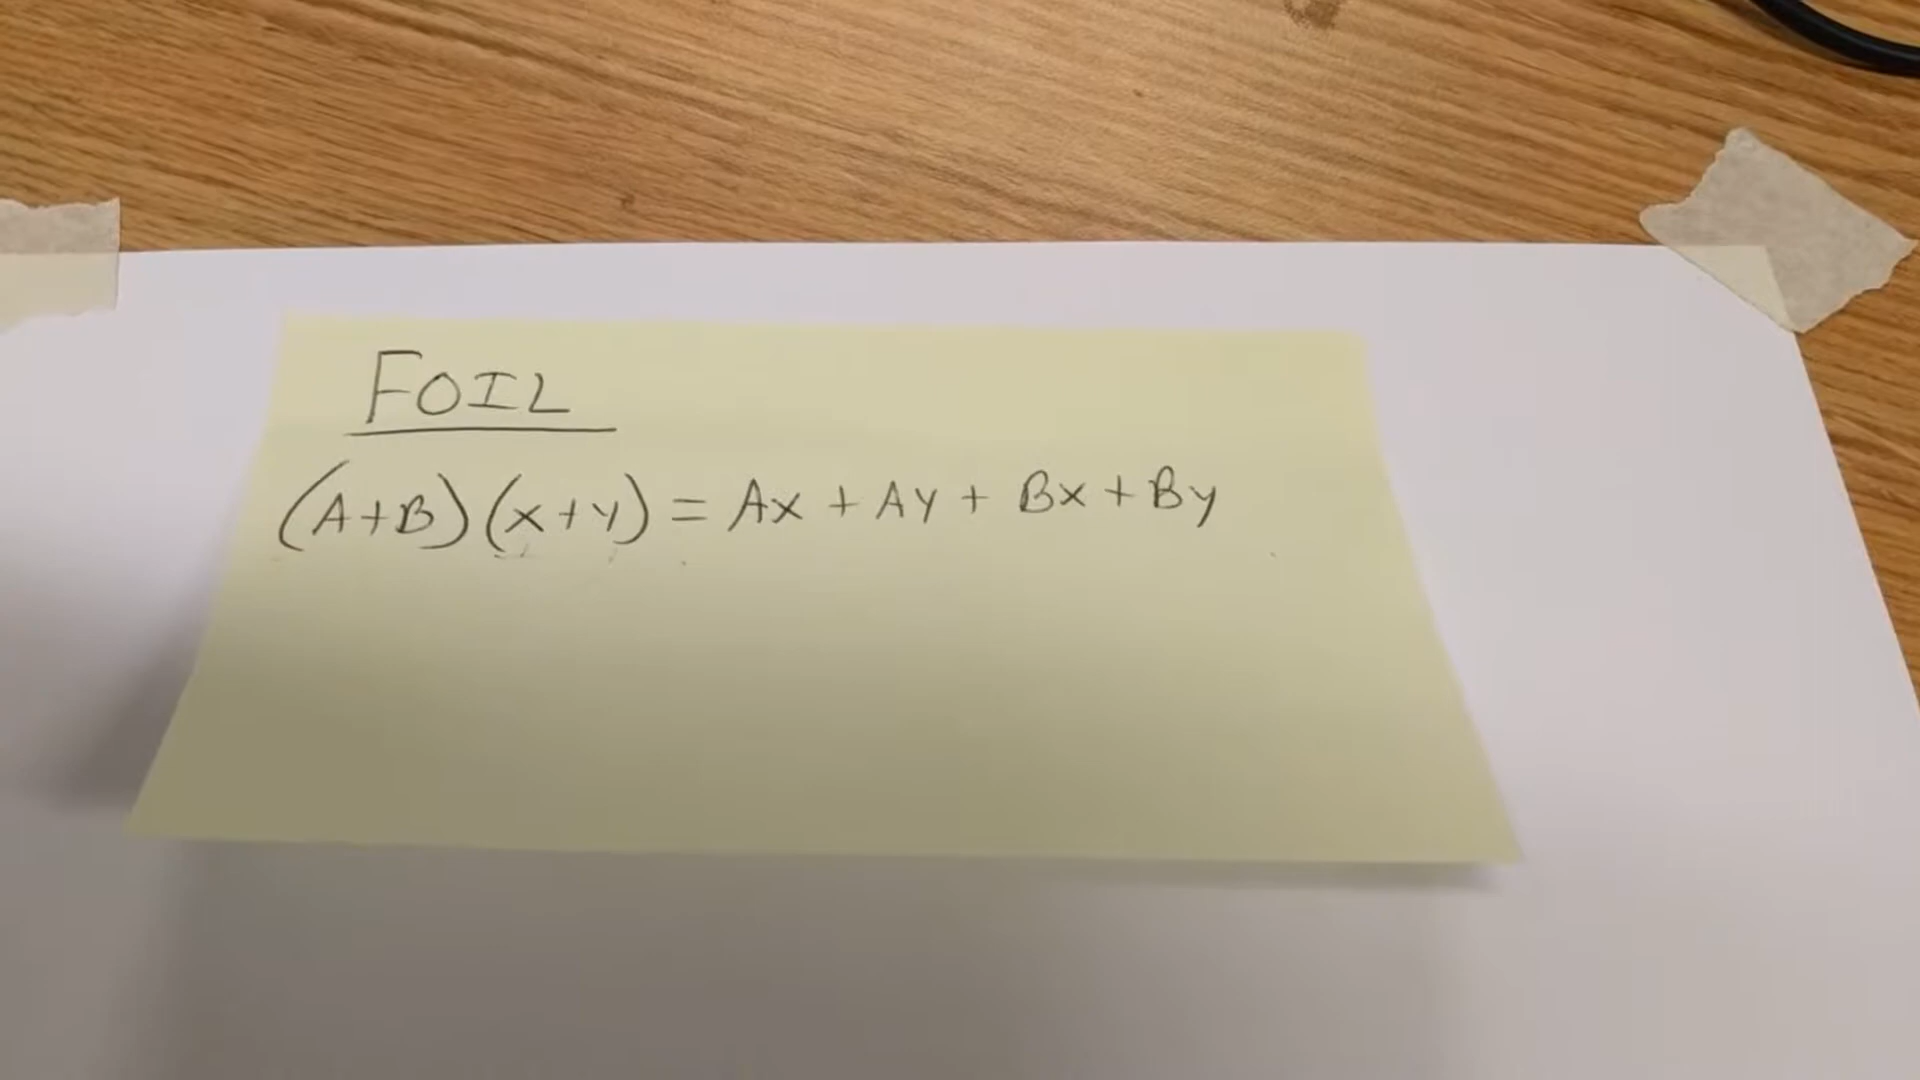 FOIL
(A+B)(x+y) = Ax + Ay + Bx + By